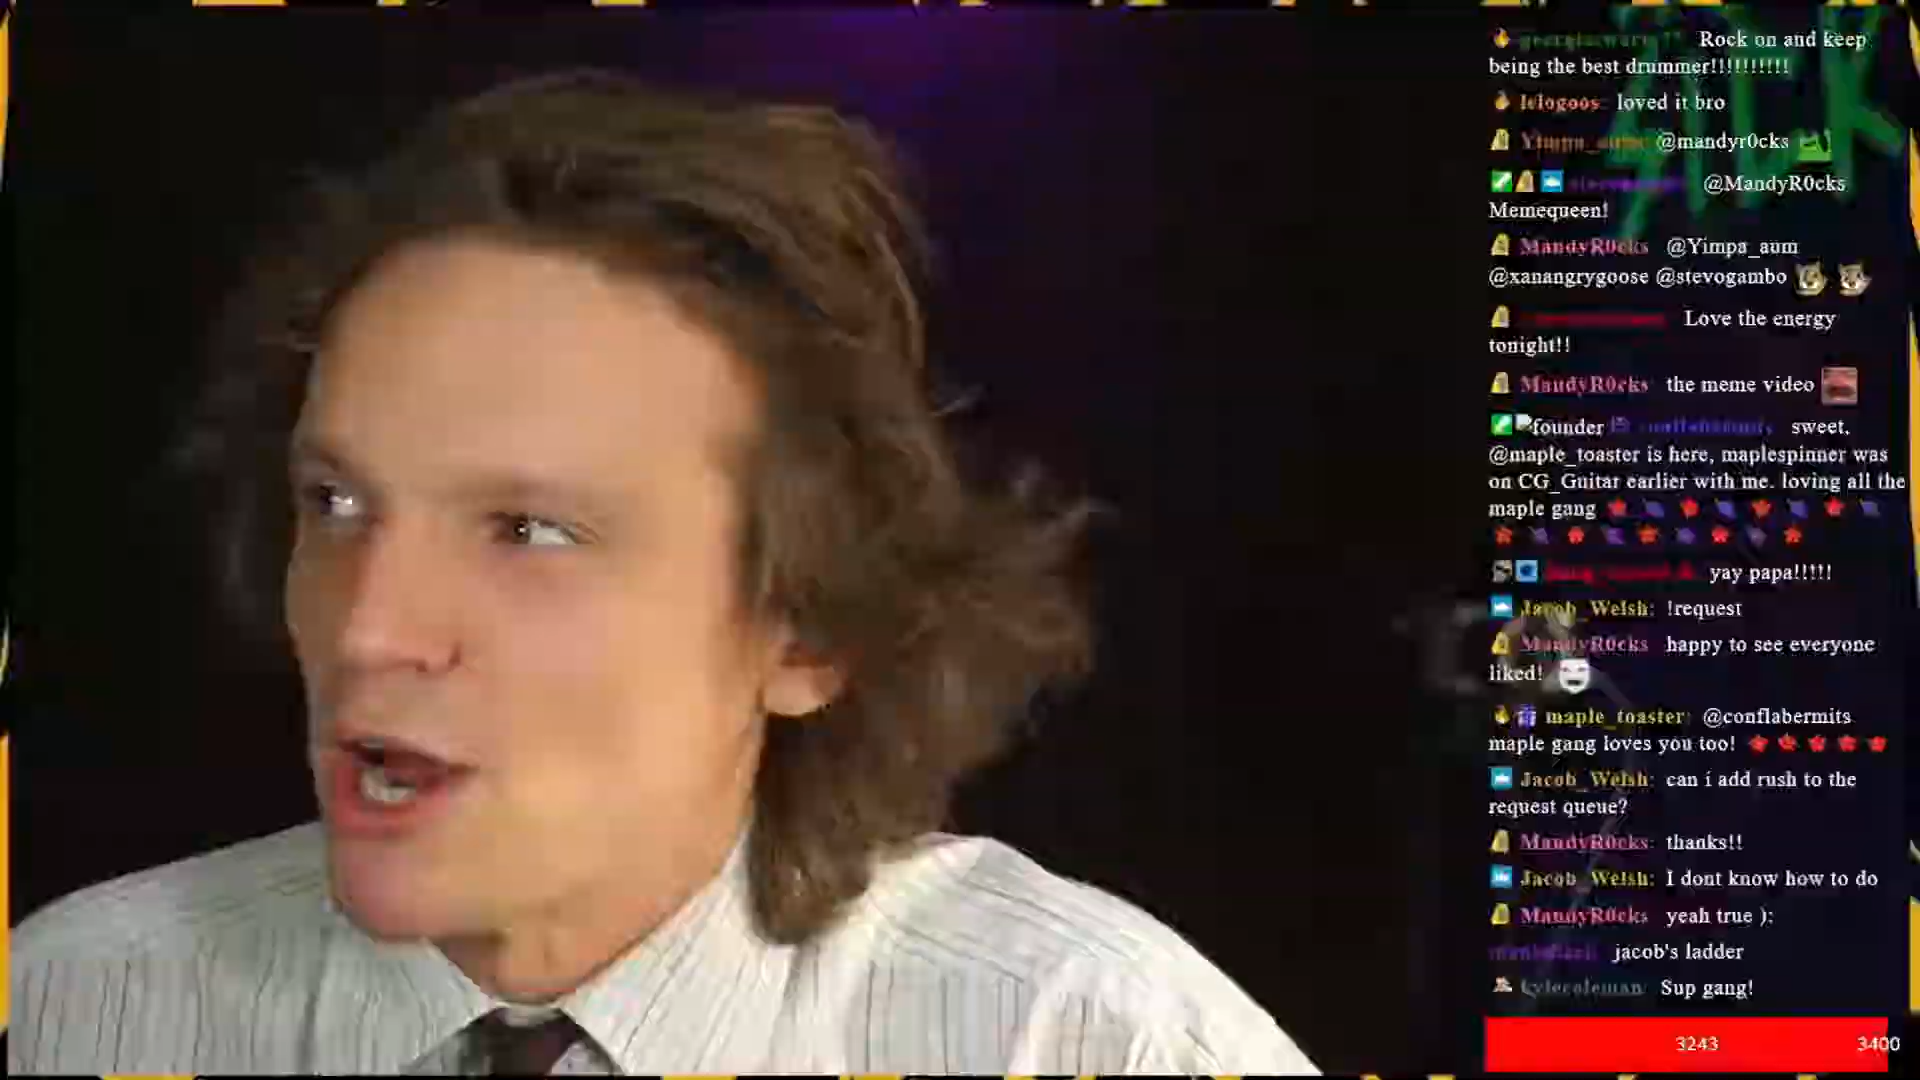 Rock on and keep
being the best drummer!!!!!!!!!!
lelogoos: loved it bro
Yimpa_aum: @mandyr0cks
@MandyR0cks
Memequeen!
MandyR0cks @Yimpa_aum
@xanangrygoose @stevogambo
Love the energy
tonight!!
MandyR0cks the meme video
founder sweet,
@maple_toaster is here, maplespinner was
on CG_Guitar earlier with me. loving all the
maple gang
yay papa!!!!!
Jacob_Welsh: !request
MandyR0cks happy to see everyone
liked!
maple_toaster: @conflabermits
maple gang loves you too!
Jacob_Welsh: can i add rush to the
request queue?
MandyR0cks: thanks!!
Jacob_Welsh: I dont know how to do
MandyR0cks yeah true ):
jacob's ladder
kylecoleman: Sup gang!
3243 3400